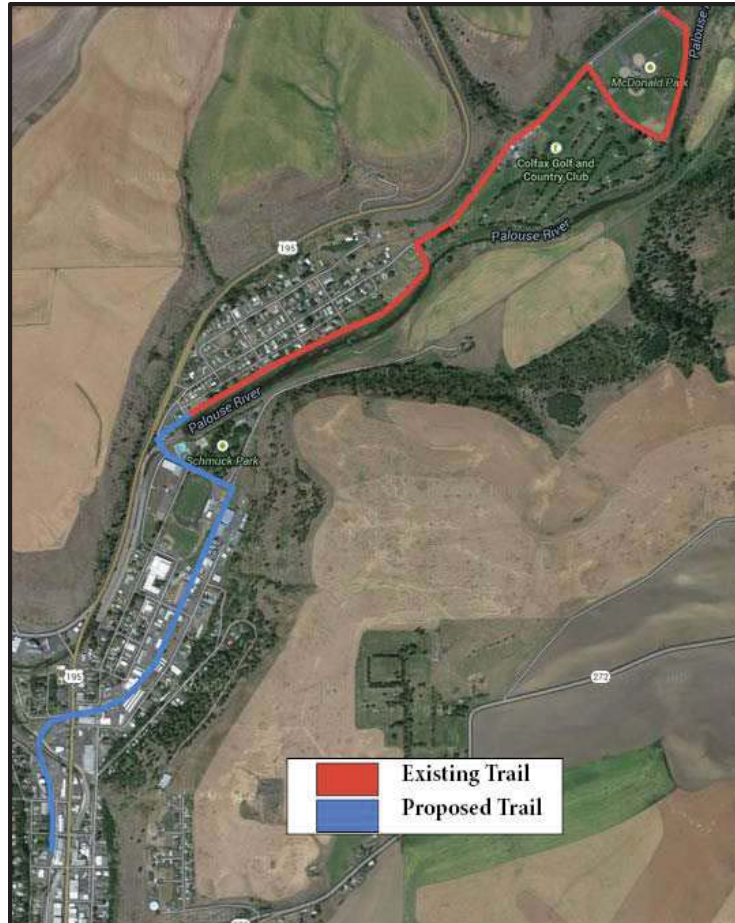 Palouse
McDonald Park
Colfax Golf and
Country Club
Palouse River
195
Palouse River
Schmuck Park
195
272
Existing Trail
Proposed Trail